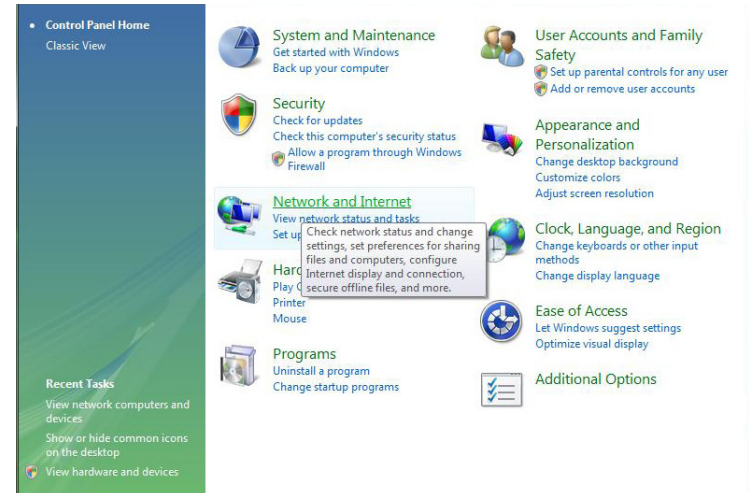 Control Panel Home
Classic View
Recent Tasks
View network computers and
devices
Show or hide common icons
on the desktop
View hardware and devices
System and Maintenance
Get started with Windows
Back up your computer
Security
Check for updates
Check this computer's security status
Allow a program through Windows
Firewall
Network and Internet
View network status and tasks
Set up
Check network status and change
settings, set preferences for sharing
files and computers, configure
Internet display and connection,
secure offline files, and more.
Hard
Play
Printer
Mouse
Programs
Uninstall a program
Change startup programs
User Accounts and Family
Safety
Set up parental controls for any user
Add or remove user accounts
Appearance and
Personalization
Change desktop background
Customize colors
Adjust screen resolution
Clock, Language, and Region
Change keyboards or other input
methods
Change display language
Ease of Access
Let Windows suggest settings
Optimize visual display
Additional Options